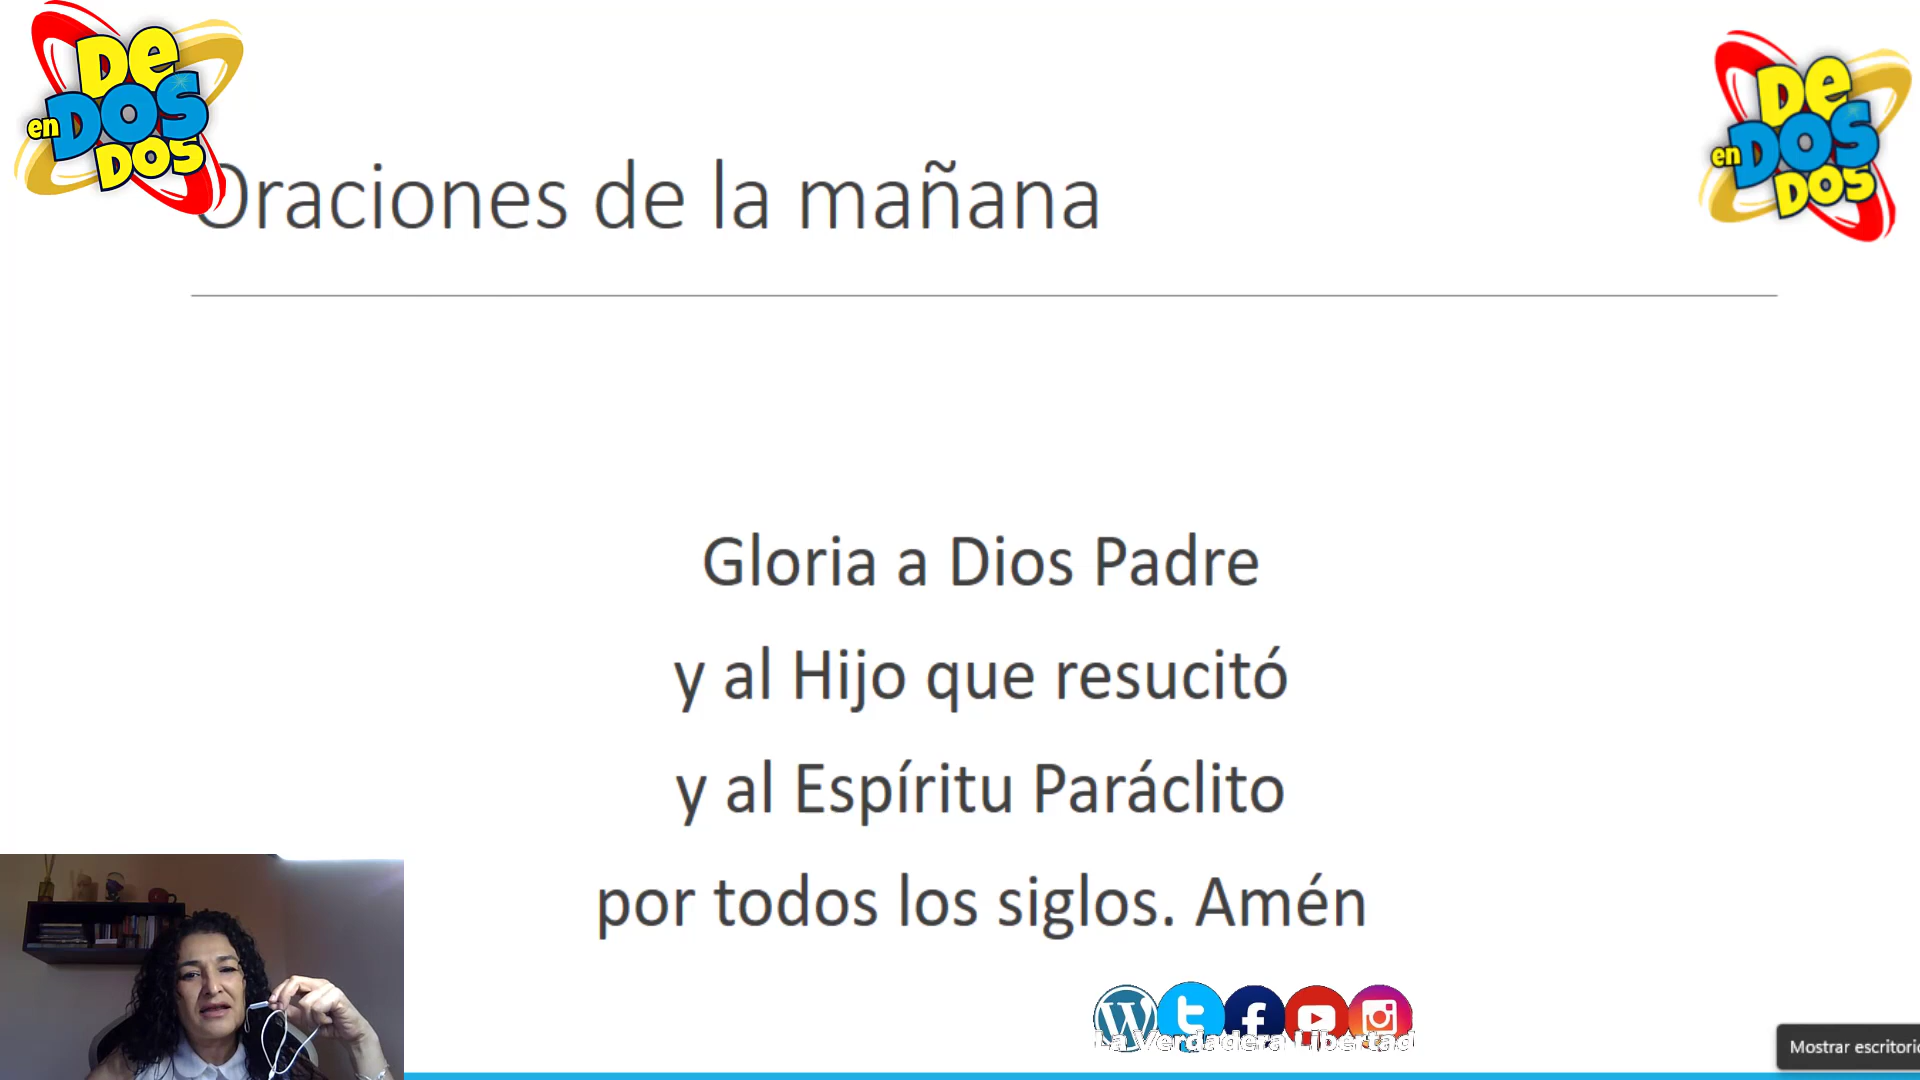 DE
en DOS
DOS
DE
en DOS
DOS
Oraciones de la mañana
Gloria a Dios Padre
y al Hijo que resucitó
y al Espíritu Paráclito
por todos los siglos. Amén
La Verdadera Libertad
Mostrar escritorio